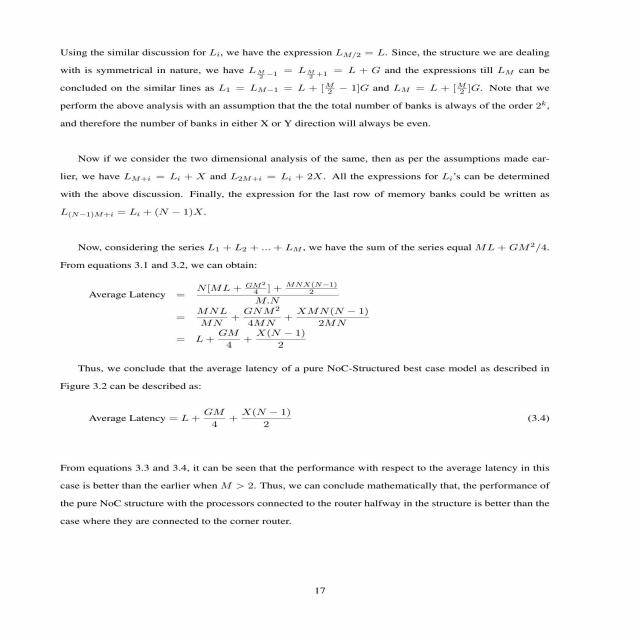 Using the similar discussion for L_i, we have the expression L_{M/2} = L. Since, the structure we are dealing
with is symmetrical in nature, we have L_{\frac{M}{2}-1} = L_{\frac{M}{2}+1} = L + G and the expressions till L_M can be
concluded on the similar lines as L_1 = L_{M-1} = L + [\frac{M}{2} - 1]G and L_M = L + [\frac{M}{2}]G. Note that we
perform the above analysis with an assumption that the the total number of banks is always of the order 2^k,
and therefore the number of banks in either X or Y direction will always be even.
Now if we consider the two dimensional analysis of the same, then as per the assumptions made ear-
lier, we have L_{M+i} = L_i + X and L_{2M+i} = L_i + 2X. All the expressions for L_i's can be determined
with the above discussion. Finally, the expression for the last row of memory banks could be written as
L_{(N-1)M+i} = L_i + (N - 1)X.
Now, considering the series L_1 + L_2 + ... + L_M, we have the sum of the series equal ML + GM^2/4.
From equations 3.1 and 3.2, we can obtain:
Average Latency = \frac{N[ML + \frac{GM^2}{4}] + \frac{MNX(N-1)}{2}}{M.N}
= \frac{MNL}{MN} + \frac{GNM^2}{4MN} + \frac{XMN(N - 1)}{2MN}
= L + \frac{GM}{4} + \frac{X(N - 1)}{2}
Thus, we conclude that the average latency of a pure NoC-Structured best case model as described in
Figure 3.2 can be described as:
Average Latency = L + \frac{GM}{4} + \frac{X(N - 1)}{2} (3.4)
From equations 3.3 and 3.4, it can be seen that the performance with respect to the average latency in this
case is better than the earlier when M > 2. Thus, we can conclude mathematically that, the performance of
the pure NoC structure with the processors connected to the router halfway in the structure is better than the
case where they are connected to the corner router.
17